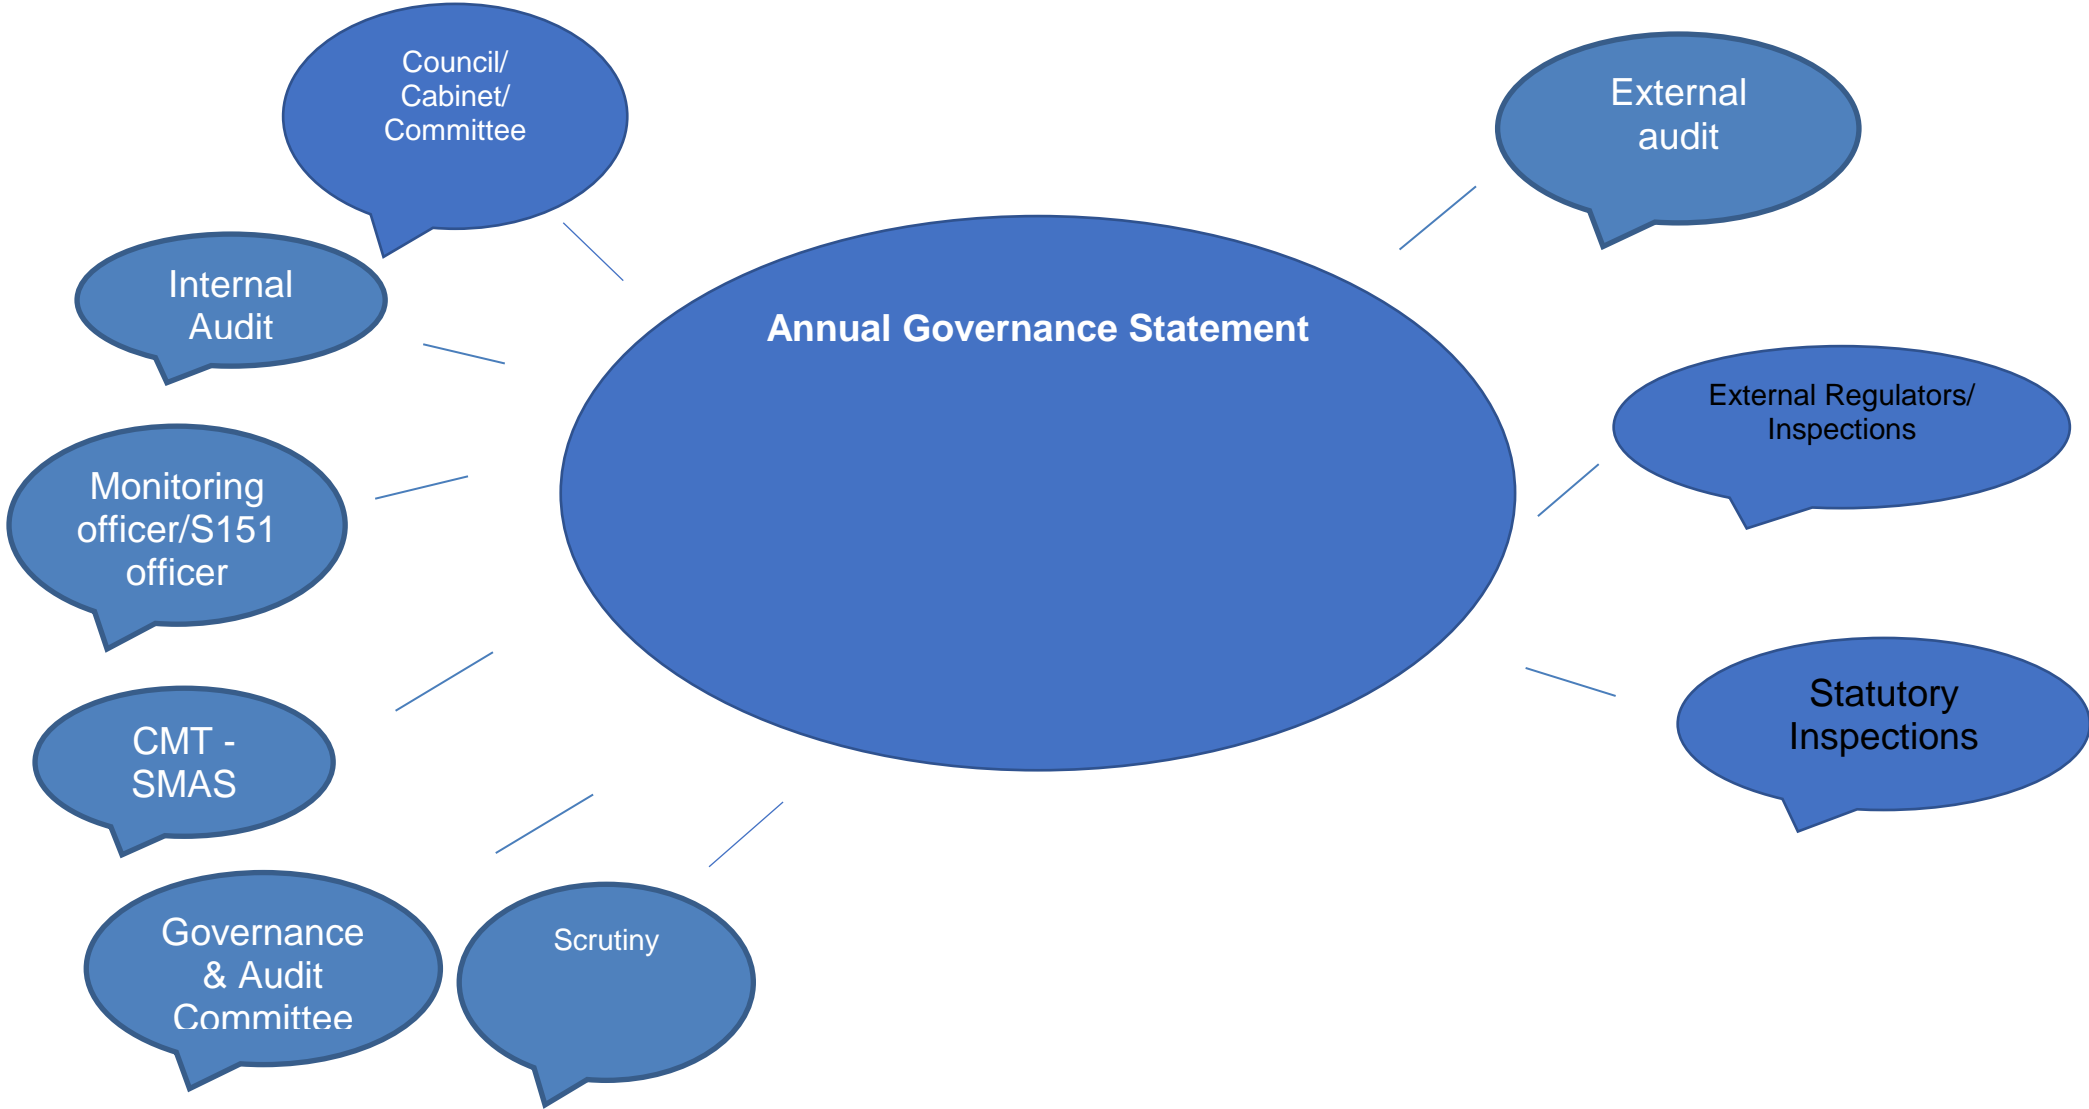 Council/
Cabinet/
Committee
External
audit
Internal
Audit
Annual Governance Statement
External Regulators/
Inspections
Monitoring
officer/S151
officer
CMT -
SMAS
Statutory
Inspections
Governance
& Audit
Committee
Scrutiny